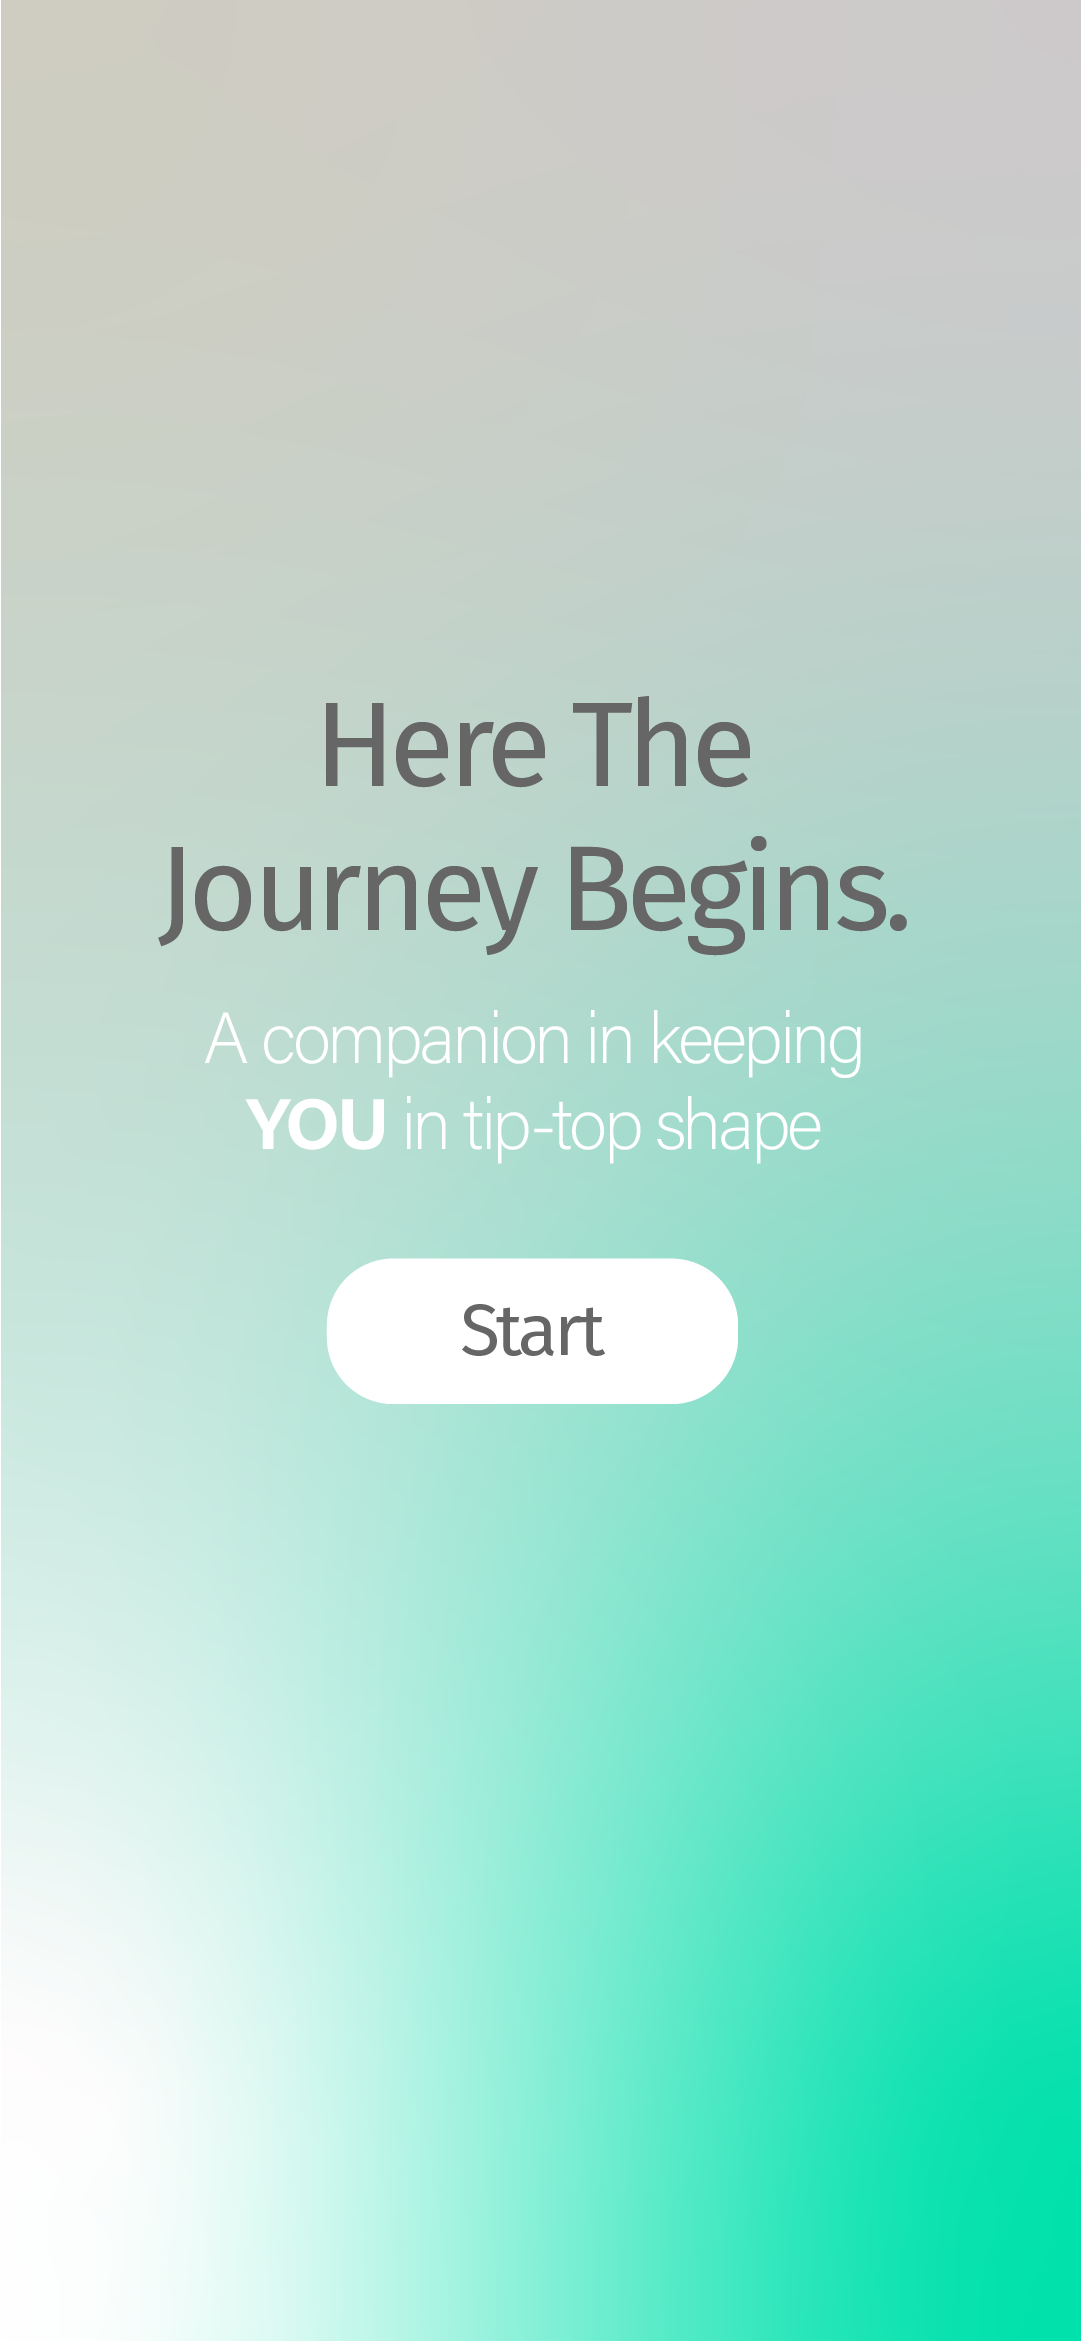 Here The
Journey Begins.
A companion in keeping
YOU in tip-top shape
Start